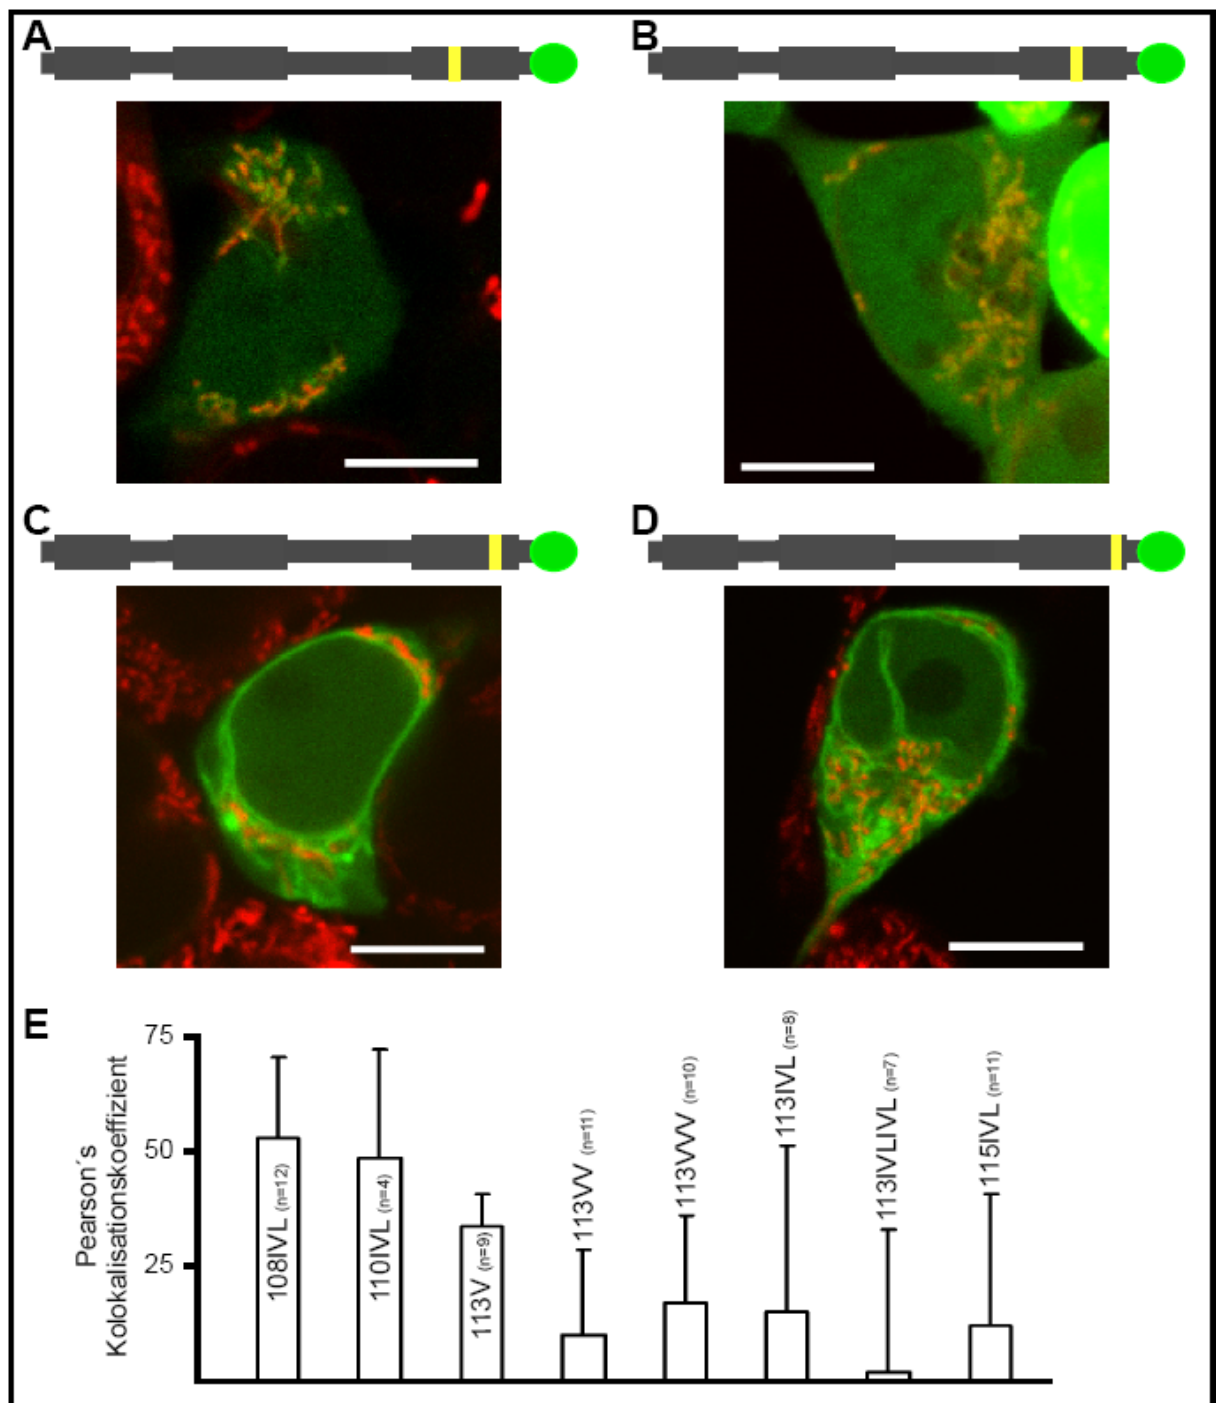 A
B
C
D
E
Pearson´s
Kolokalisationskoeffizient
75
50
25
108IVL (n=12)
110IVL (n=4)
113V (n=9)
113VV (n=11)
113VVV (n=10)
113IVL (n=8)
113IVLIVL (n=7)
115IVL (n=11)